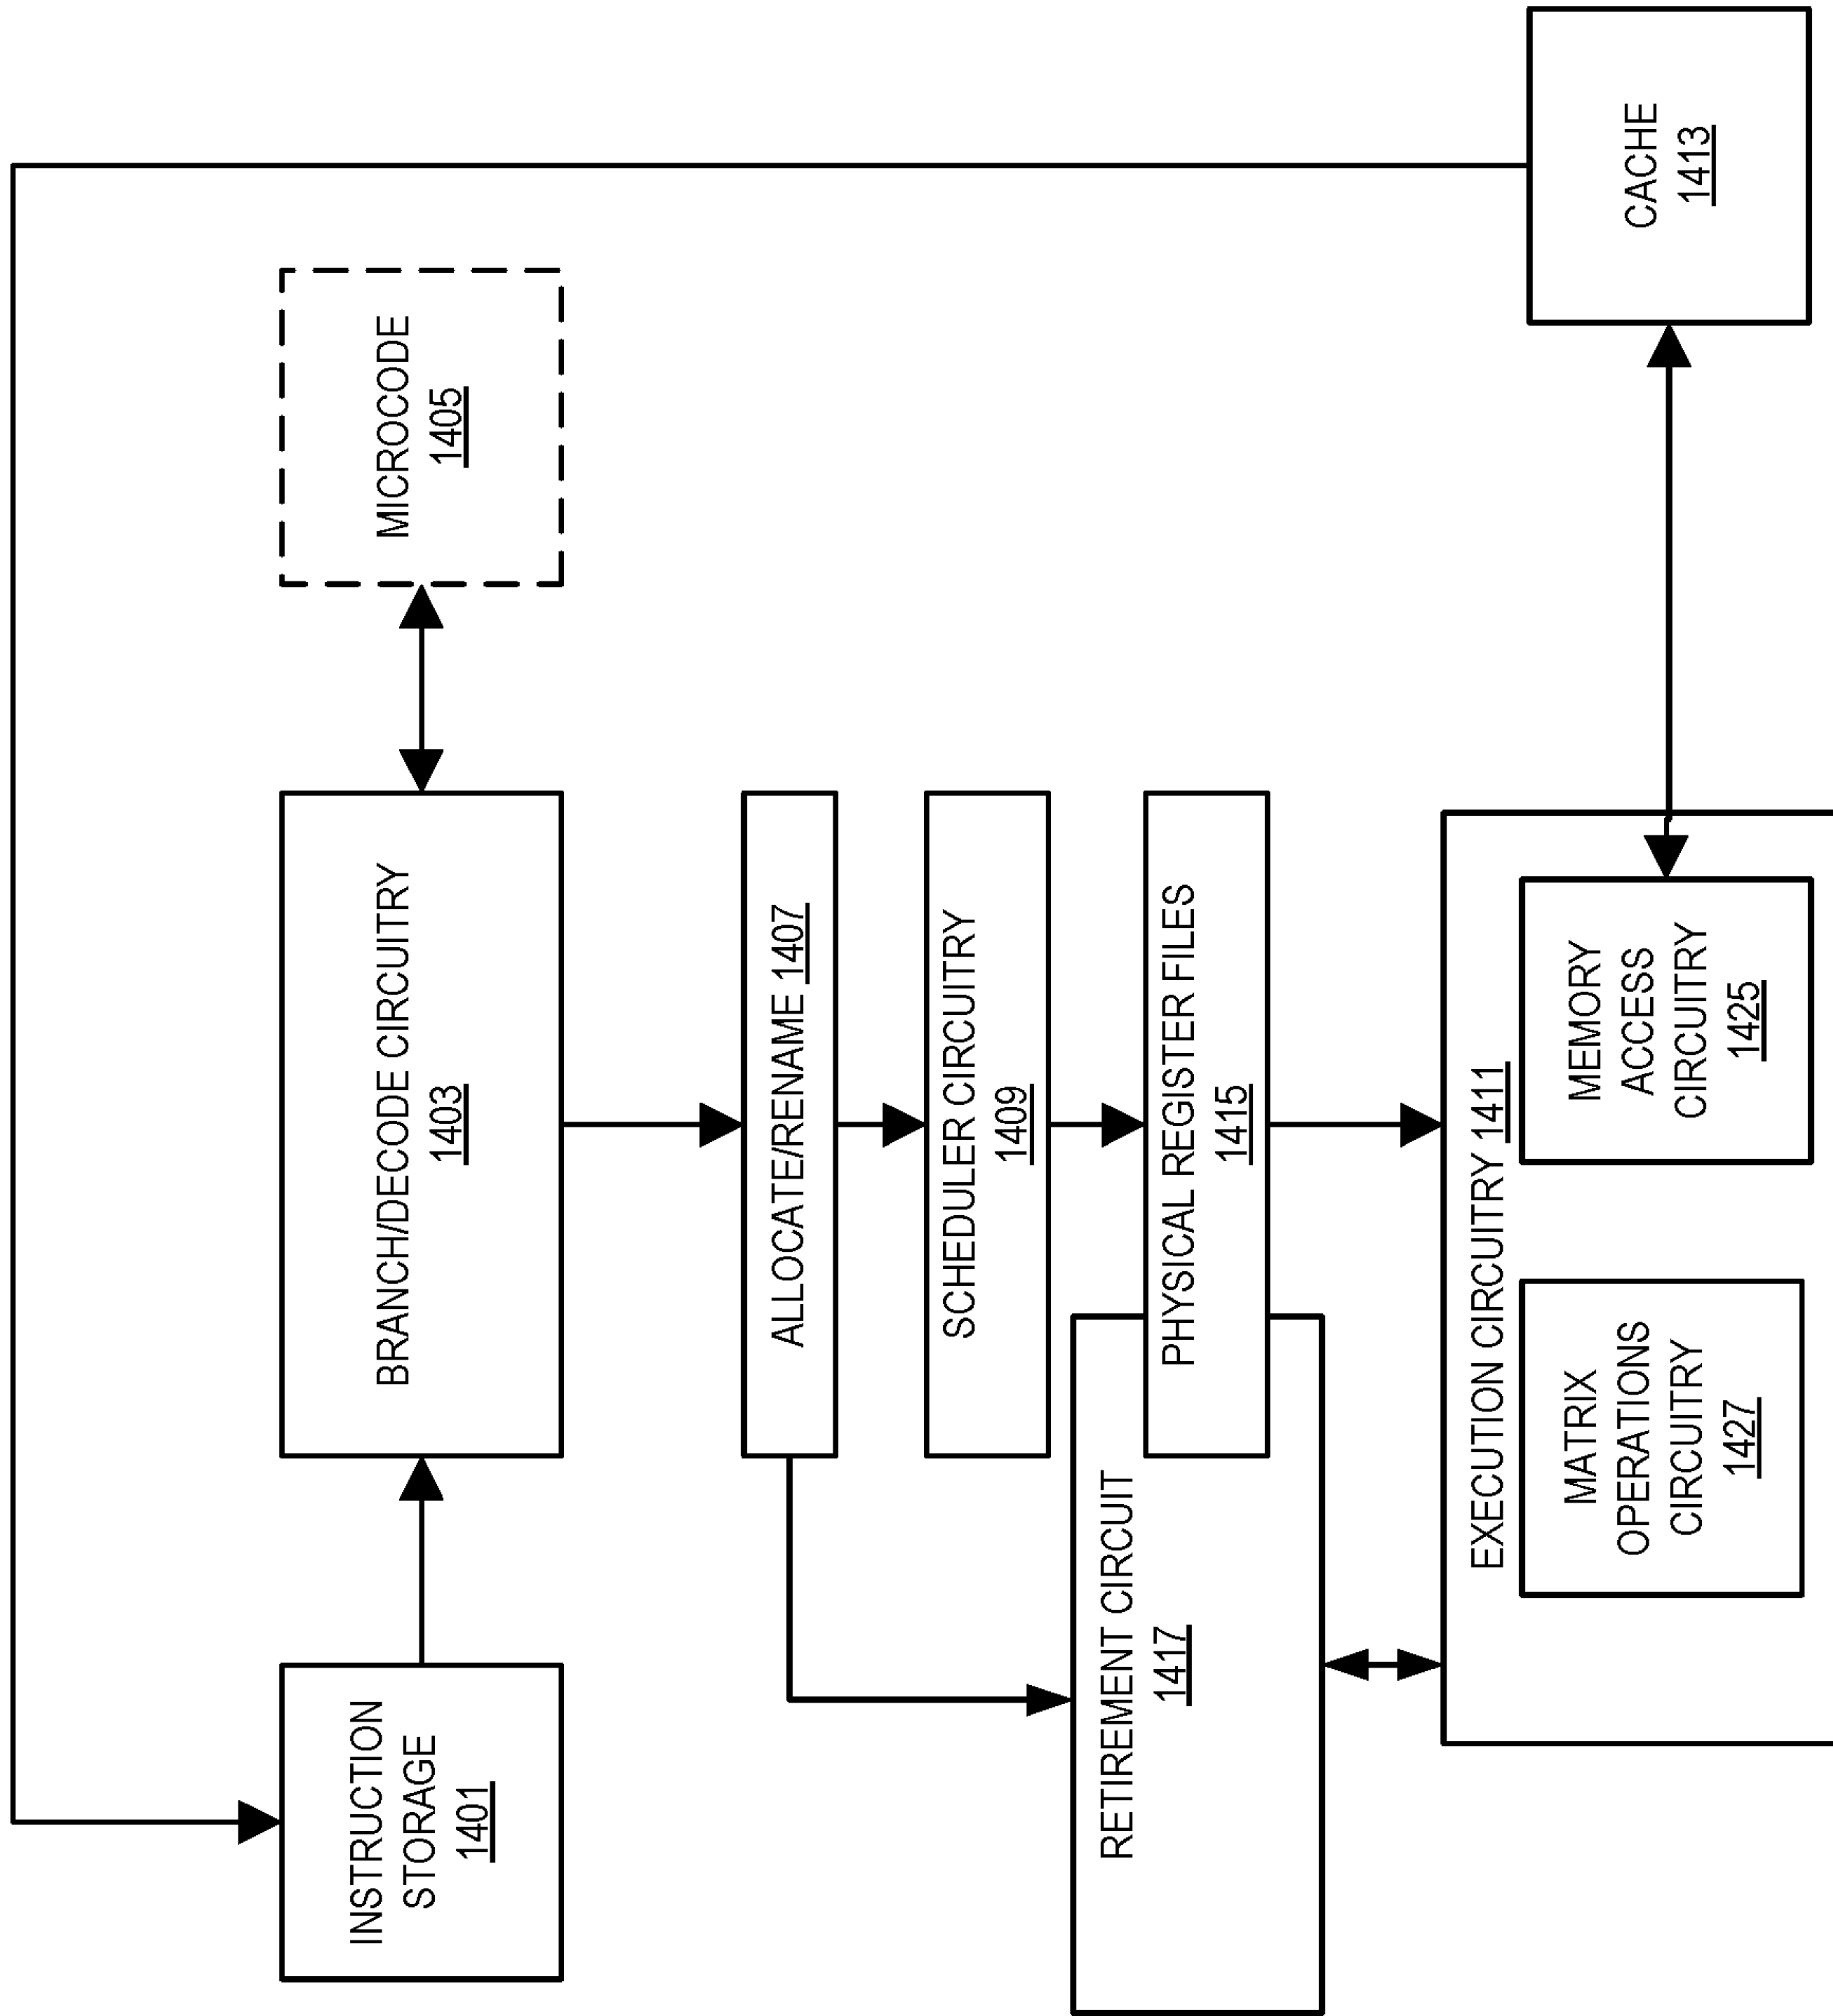 INSTRUCTION
STORAGE
1401
BRANCH/DECODE CIRCUITRY
1403
MICROCODE
1405
ALLOCATE/RENAME 1407
SCHEDULER CIRCUITRY
1409
RETIREMENT CIRCUIT
1417
PHYSICAL REGISTER FILES
1415
EXECUTION CIRCUITRY 1411
MATRIX
OPERATIONS
CIRCUITRY
1427
MEMORY
ACCESS
CIRCUITRY
1425
CACHE
1413